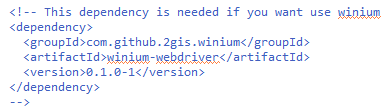 <!-- This dependency is needed if you want use winium
<dependency>
<groupId>com.github.2gis.winium</groupId>
<artifactId>winium-webdriver</artifactId>
<version>0.1.0-1</version>
</dependency>
-->